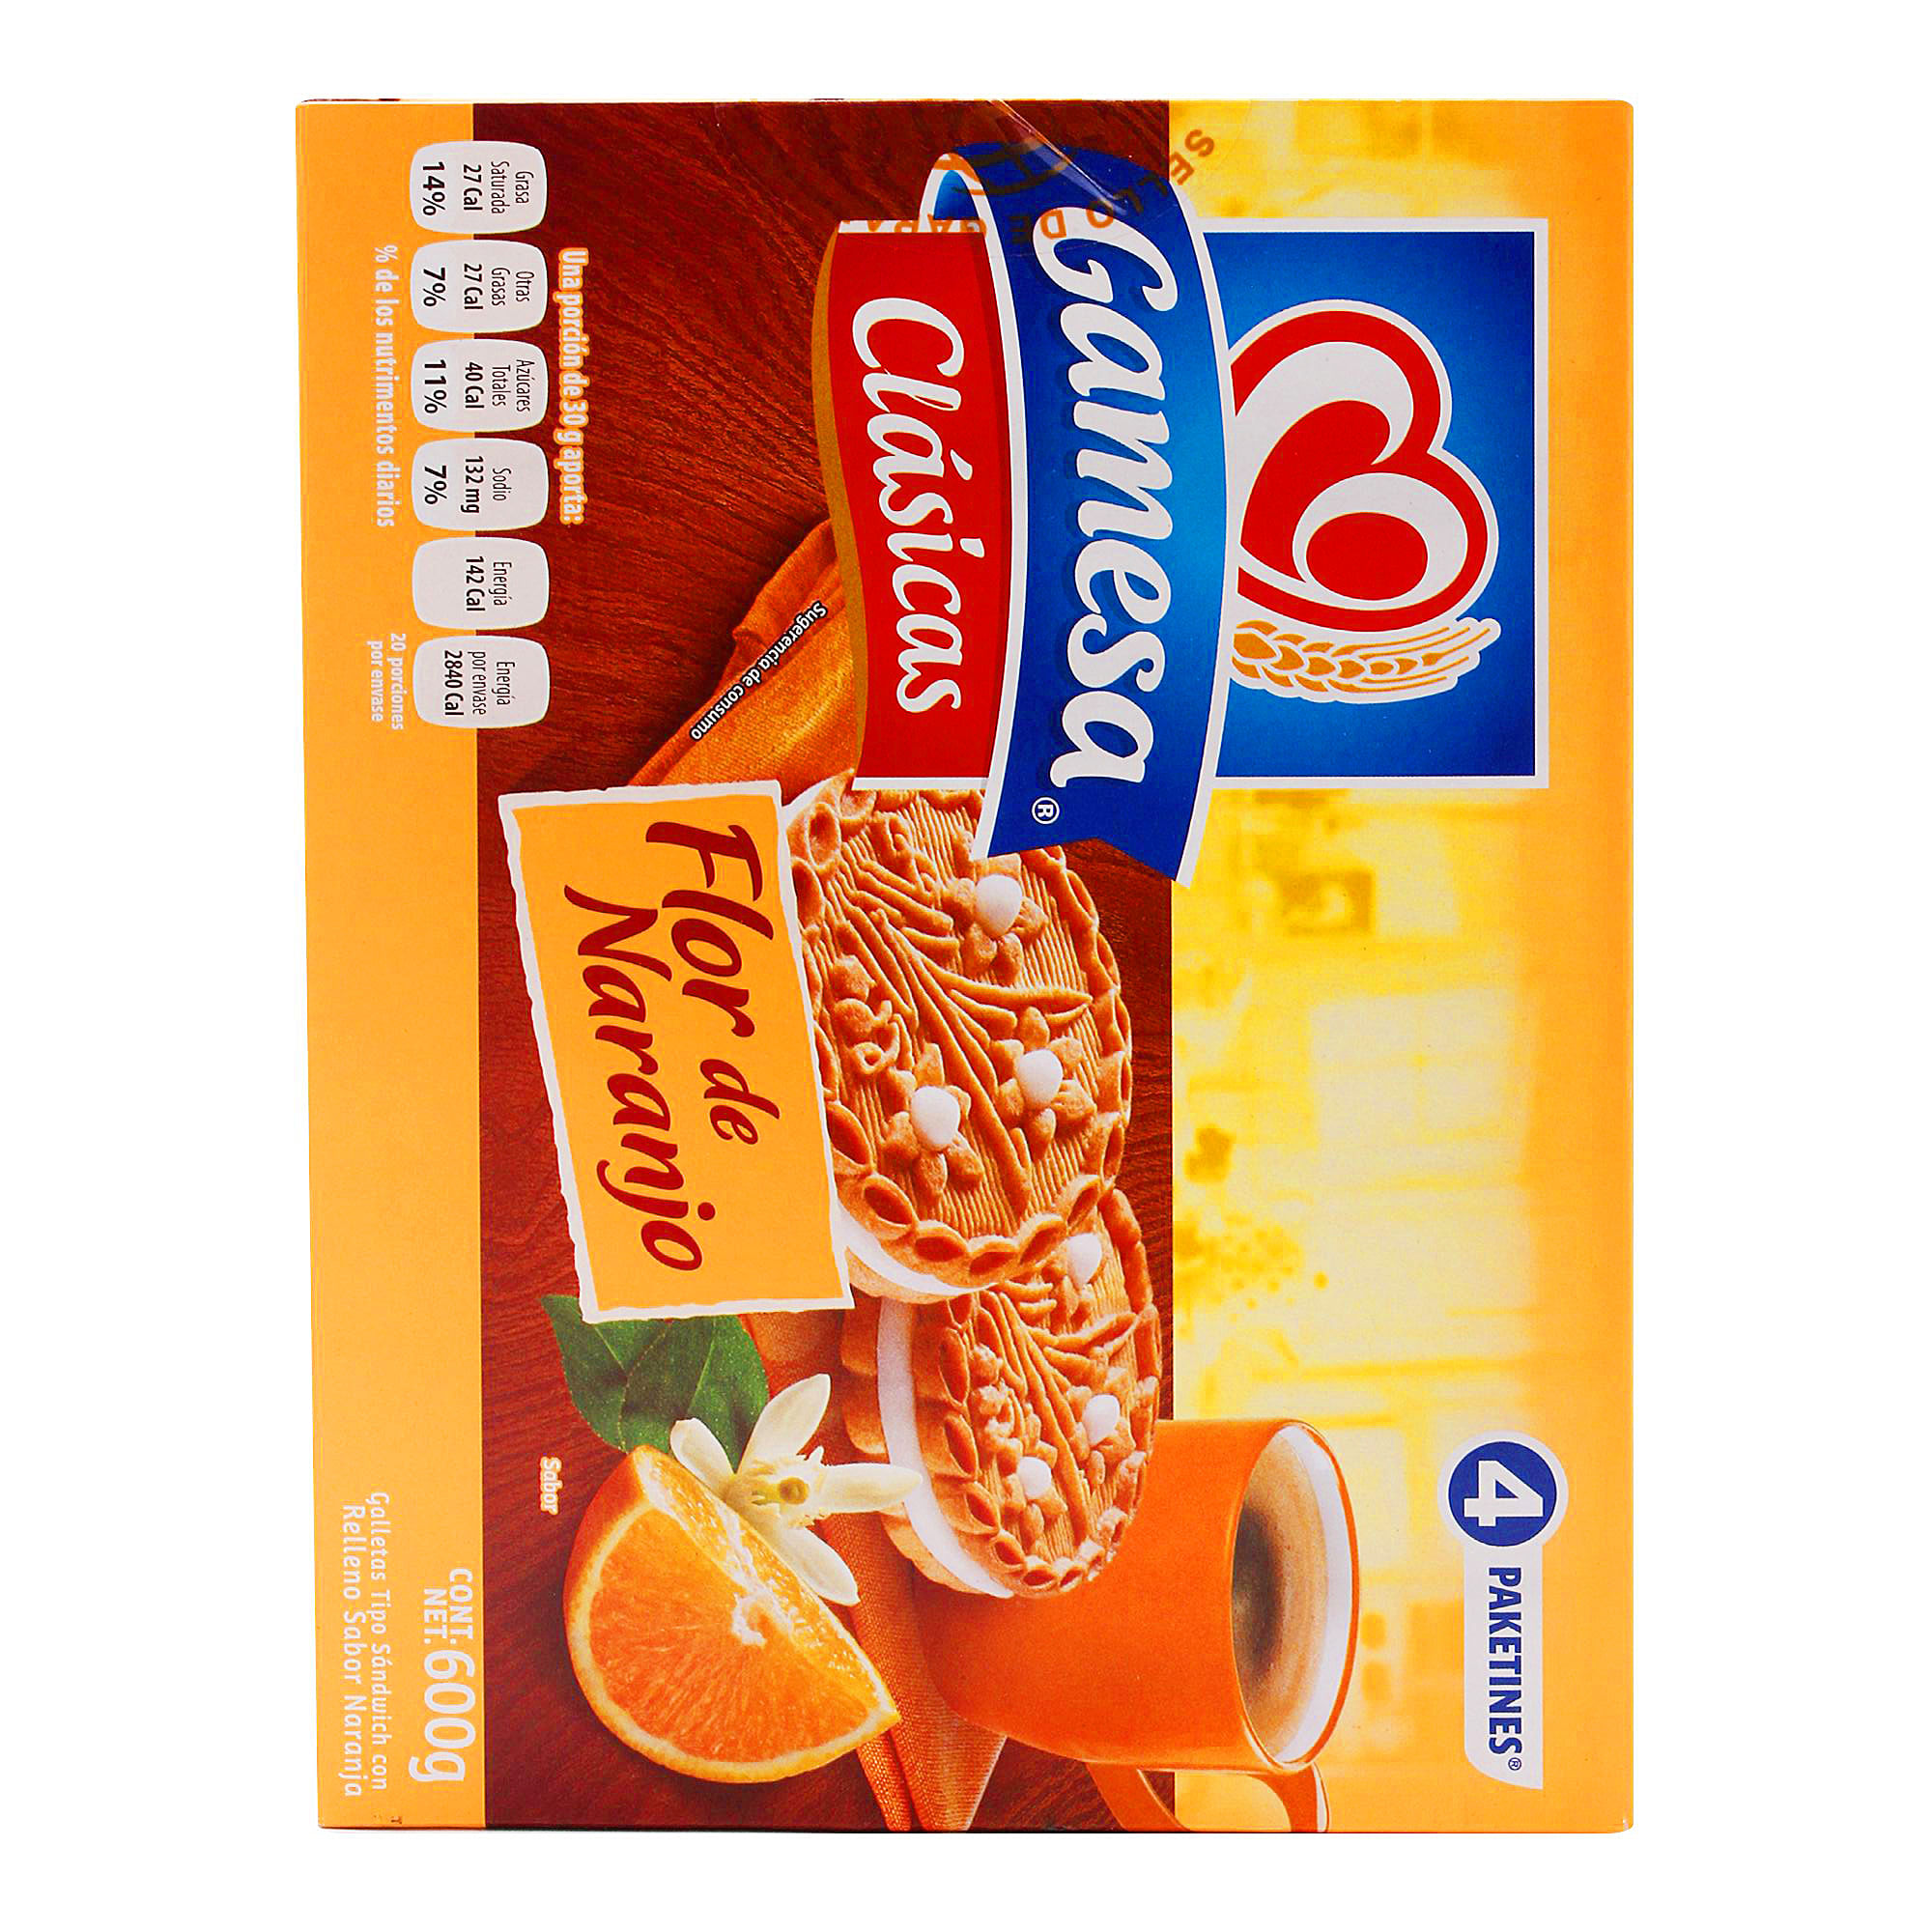 Gamesa®
Clásicas
4 PAKETINES®
Flor de
Naranjo
Sugerencia de consumo
Sabor
Una porción de 30 g aporta:
Grasa
Saturada
27 Cal
14%
Otras
Grasas
27 Cal
7%
Azúcares
Totales
40 Cal
11%
Sodio
132 mg
7%
Energía
142 Cal
Energía
por envase
2840 Cal
% de los nutrimentos diarios
20 porciones
por envase
CONT.
NET. 600g
Galletas Tipo Sándwich con
Relleno Sabor Naranja